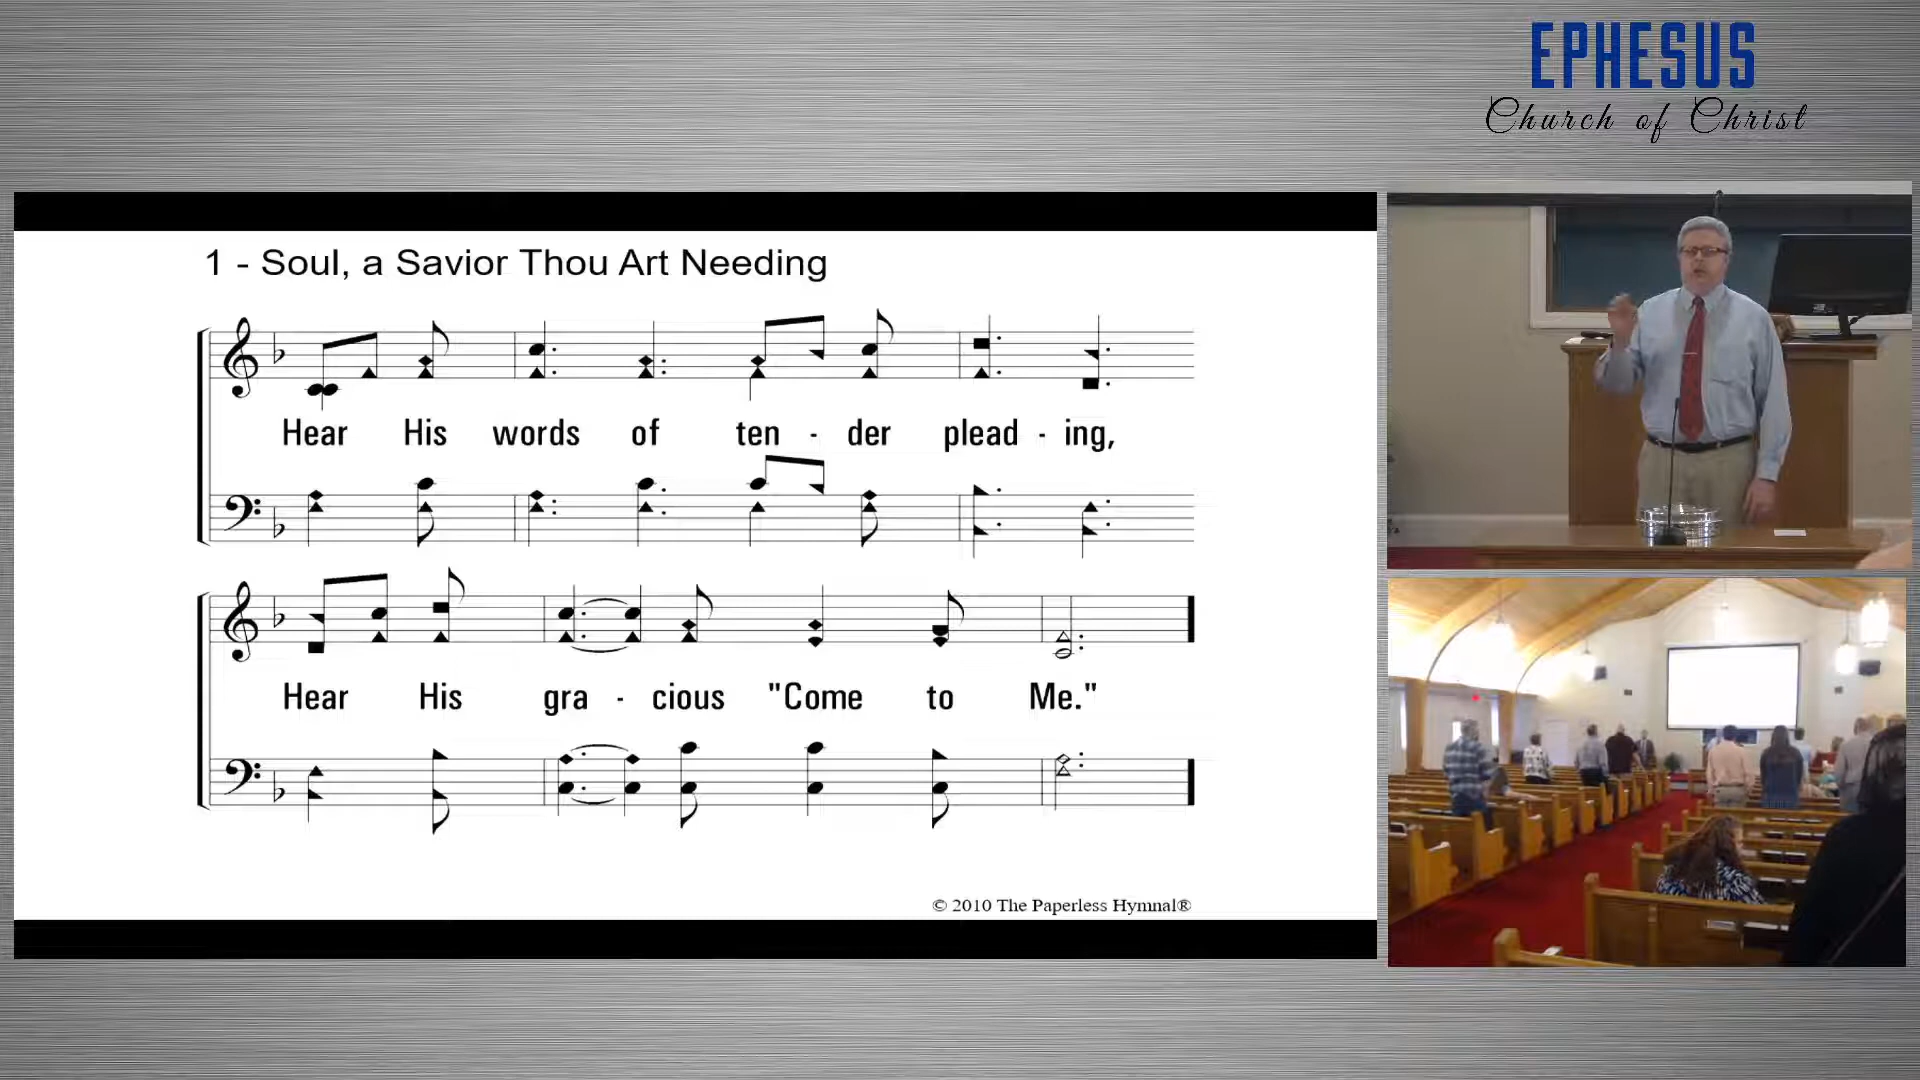 EPHESUS
Church of Christ
1 - Soul, a Savior Thou Art Needing
Hear His words of ten - der plead - ing,
Hear His gra - cious "Come to Me."
© 2010 The Paperless Hymnal®